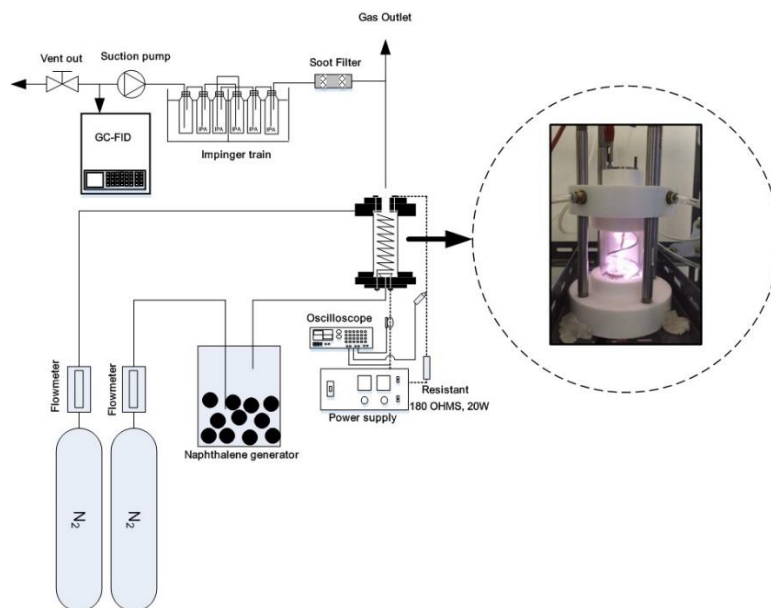 Gas Outlet
Vent out
Suction pump
Soot Filter
GC-FID
IPA
IPA
IPA
IPA
IPA
Impinger train
Oscilloscope
Flowmeter
Flowmeter
Resistant
Power supply
180 OHMS, 20W
Naphthalene generator
N2
N2